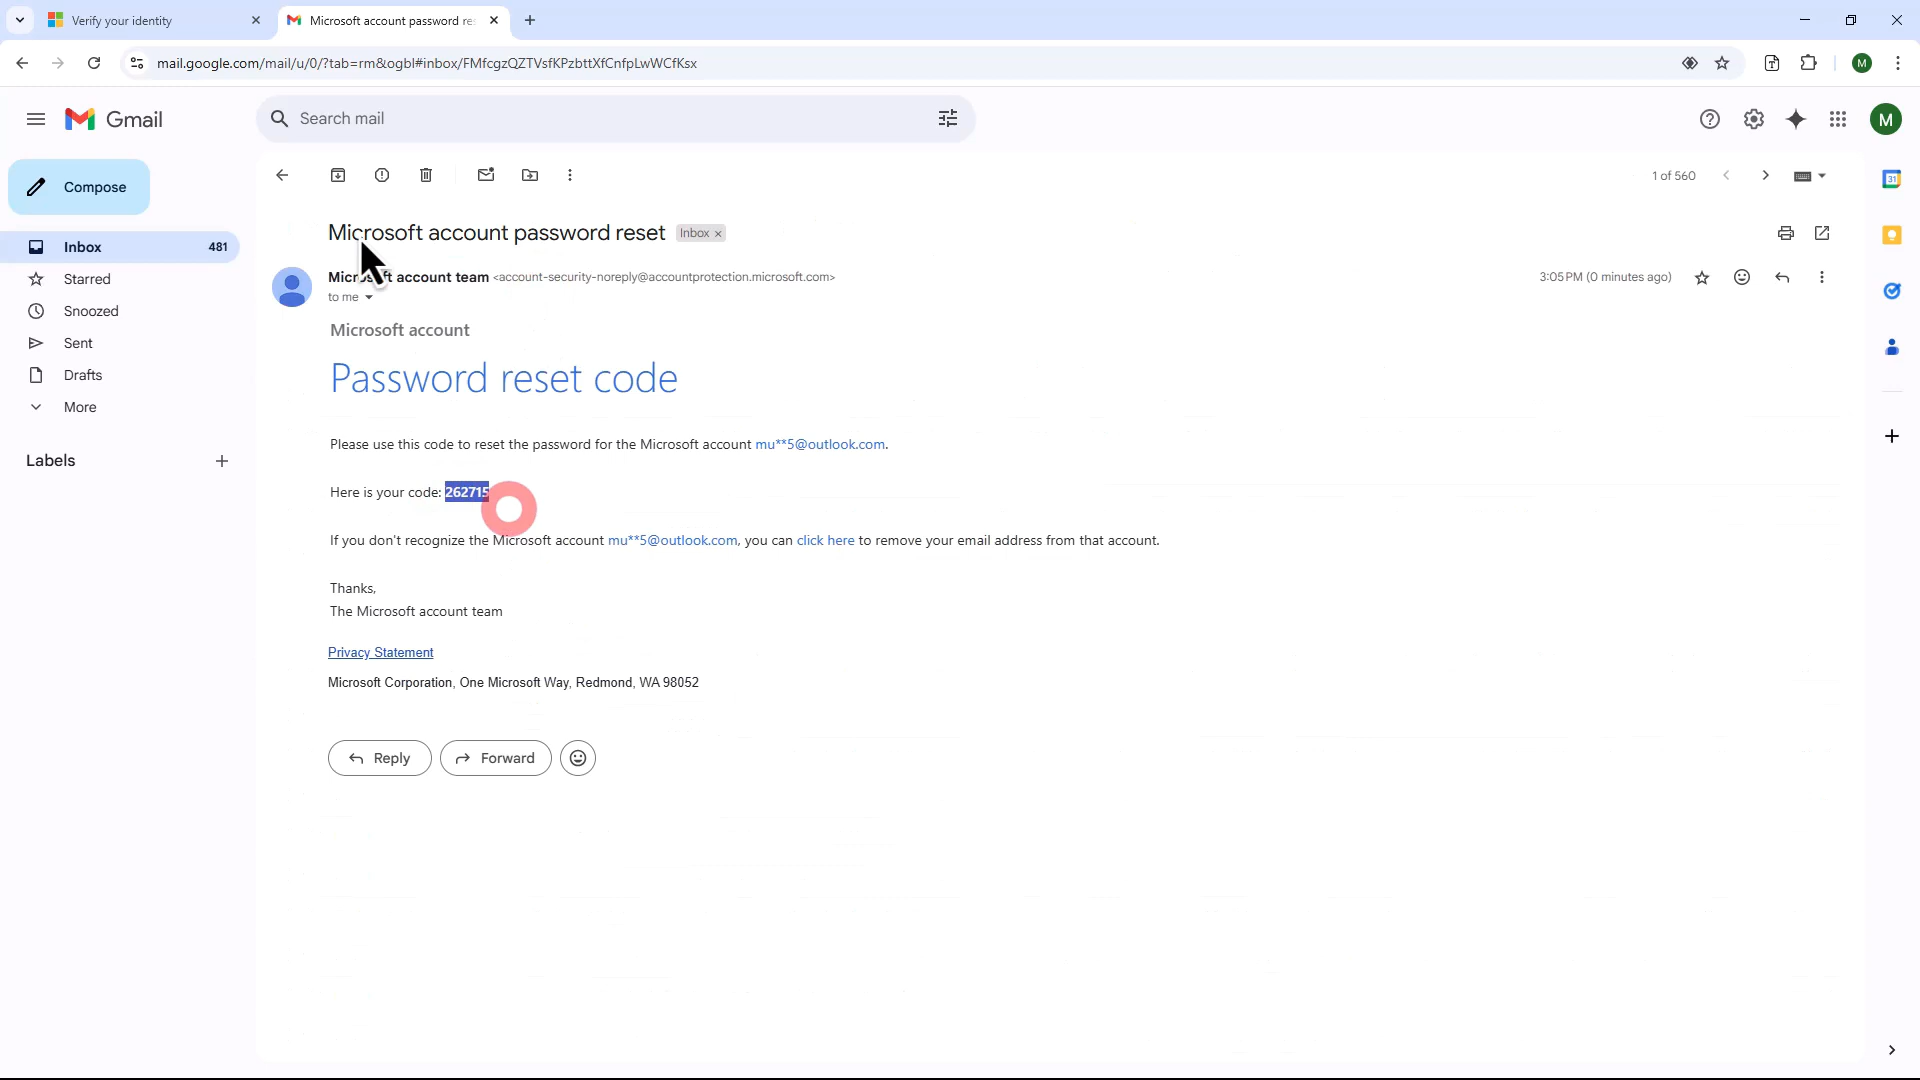 Verify your identity
Microsoft account password re
mail.google.com/mail/u/0/?tab=rm&ogbl#inbox/FMfcgzQZTVsfKPzbttXfCnfpLwWCfKsx
M
Gmail
Search mail
M
Compose
1 of 560
Microsoft account password reset
Inbox ×
Inbox
481
Starred
Snoozed
Sent
Drafts
More
Labels
Microsoft account team <account-security-noreply@accountprotection.microsoft.com>
3:05 PM (0 minutes ago)
to me
Microsoft account
Password reset code
Please use this code to reset the password for the Microsoft account mu**5@outlook.com.
Here is your code: 262715
If you don't recognize the Microsoft account mu**5@outlook.com, you can click here to remove your email address from that account.
Thanks,
The Microsoft account team
Privacy Statement
Microsoft Corporation, One Microsoft Way, Redmond, WA 98052
Reply
Forward
31